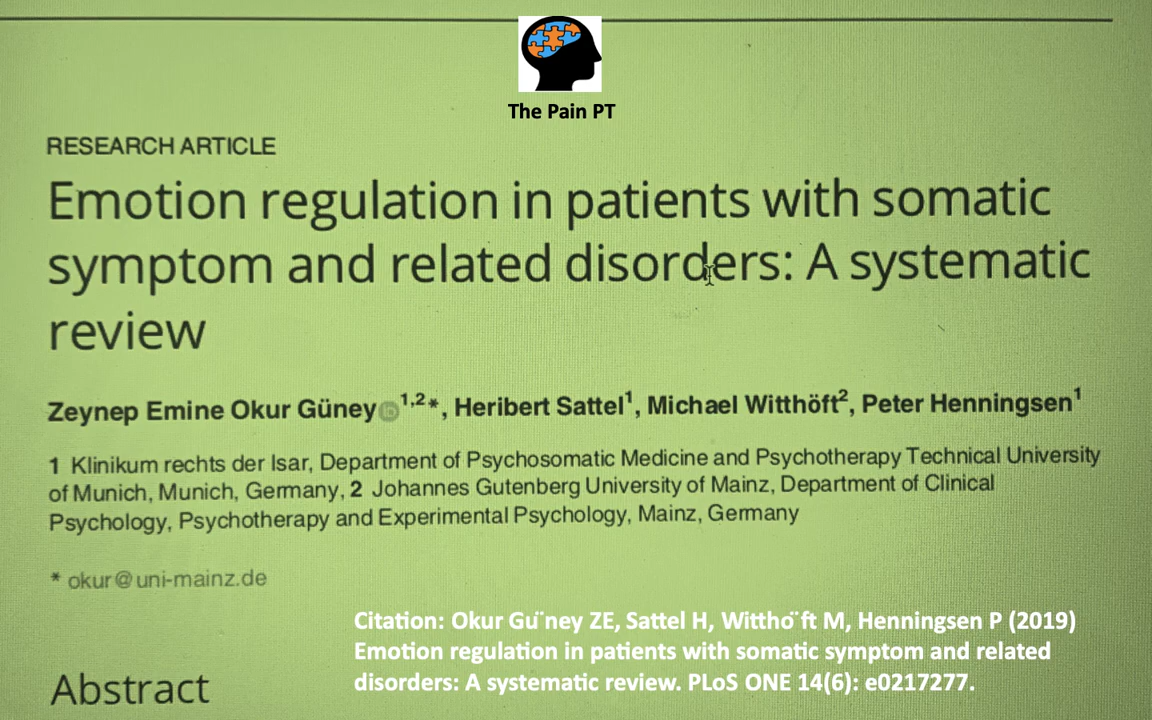 The Pain PT
RESEARCH ARTICLE
Emotion regulation in patients with somatic
symptom and related disorders: A systematic
review
Zeynep Emine Okur Güney iD 1,2*, Heribert Sattel1, Michael Witthöft2, Peter Henningsen1
1 Klinikum rechts der Isar, Department of Psychosomatic Medicine and Psychotherapy Technical University
of Munich, Munich, Germany, 2 Johannes Gutenberg University of Mainz, Department of Clinical
Psychology, Psychotherapy and Experimental Psychology, Mainz, Germany
* okur@uni-mainz.de
Citation: Okur Gu¨ney ZE, Sattel H, Wittho¨ft M, Henningsen P (2019)
Emotion regulation in patients with somatic symptom and related
disorders: A systematic review. PLoS ONE 14(6): e0217277.
Abstract